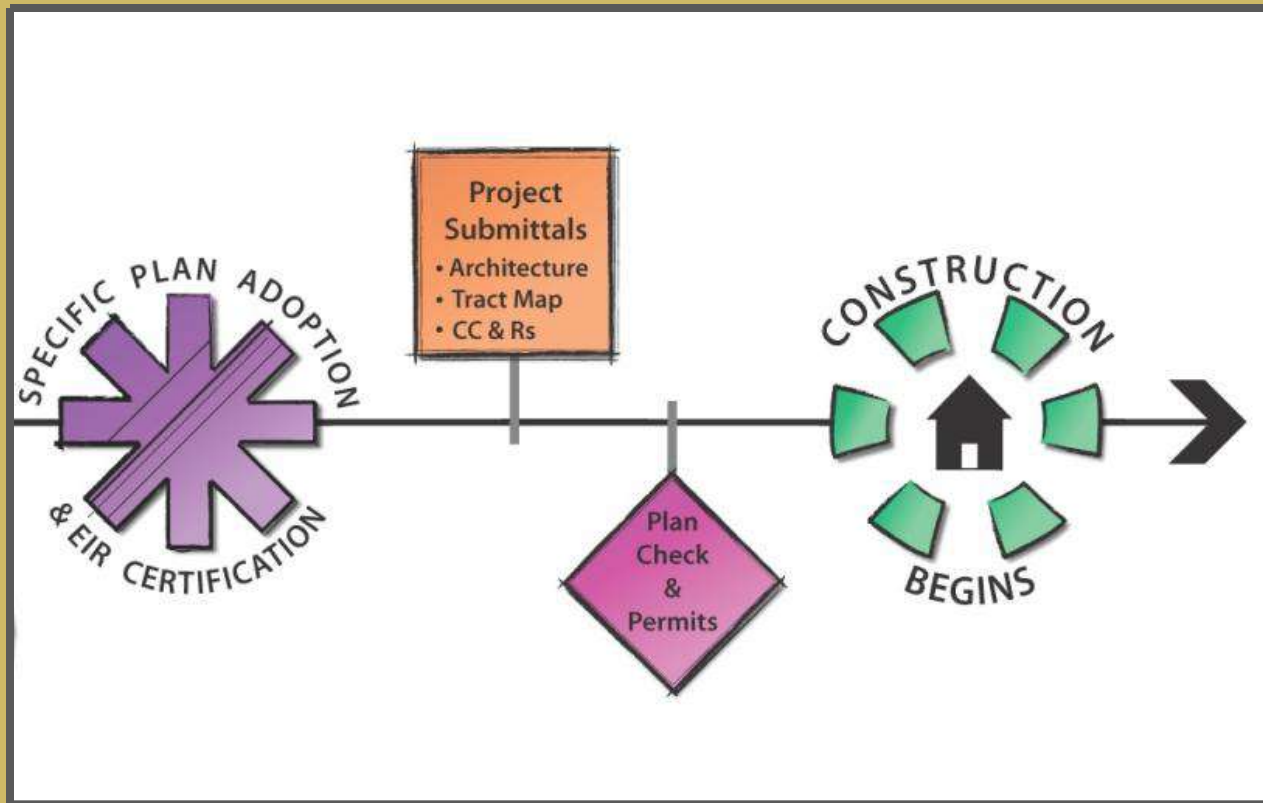 SPECIFIC PLAN ADOPTION
& EIR CERTIFICATION
Project
Submittals
• Architecture
• Tract Map
• CC & Rs
Plan
Check
&
Permits
CONSTRUCTION
BEGINS